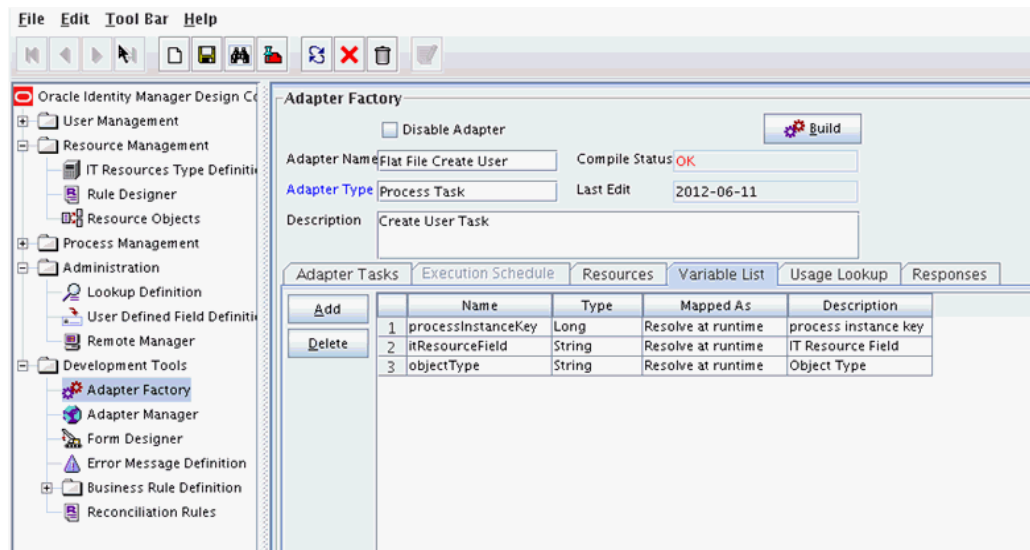 File Edit Tool Bar Help
Oracle Identity Manager Design Co
User Management
Resource Management
IT Resources Type Definiti
Rule Designer
Resource Objects
Process Management
Administration
Lookup Definition
User Defined Field Definiti
Remote Manager
Development Tools
Adapter Factory
Adapter Manager
Form Designer
Error Message Definition
Business Rule Definition
Reconciliation Rules
Adapter Factory
Disable Adapter
Build
Adapter Name Flat File Create User Compile Status OK
Adapter Type Process Task Last Edit 2012-06-11
Description Create User Task
Adapter Tasks Execution Schedule Resources Variable List Usage Lookup Responses
Add
Delete
Name Type Mapped As Description
1 processInstanceKey Long Resolve at runtime process instance key
2 itResourceField String Resolve at runtime IT Resource Field
3 objectType String Resolve at runtime Object Type